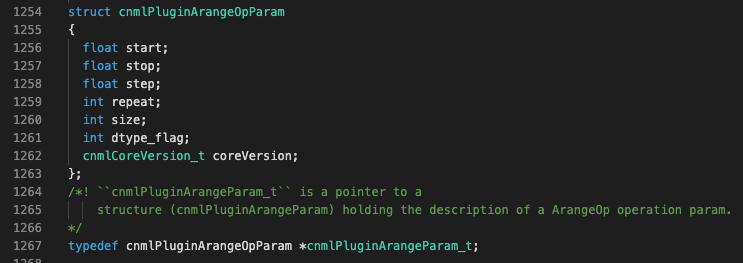 1254 struct cnmlPluginArangeOpParam
1255 {
1256 float start;
1257 float stop;
1258 float step;
1259 int repeat;
1260 int size;
1261 int dtype_flag;
1262 cnmlCoreVersion_t coreVersion;
1263 };
1264 /*! ``cnmlPluginArangeParam_t`` is a pointer to a
1265 structure (cnmlPluginArangeParam) holding the description of a ArangeOp operation param.
1266 */
1267 typedef cnmlPluginArangeOpParam *cnmlPluginArangeParam_t;
1268